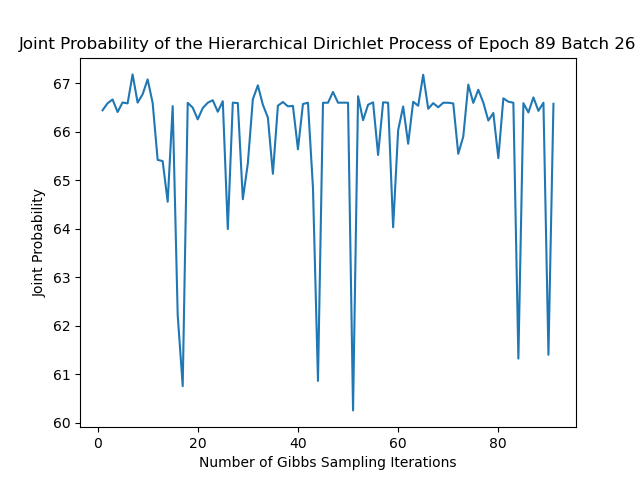 Joint Probability of the Hierarchical Dirichlet Process of Epoch 89 Batch 26
67
66
65
64
63
62
61
60
Joint Probability
0 20 40 60 80
Number of Gibbs Sampling Iterations